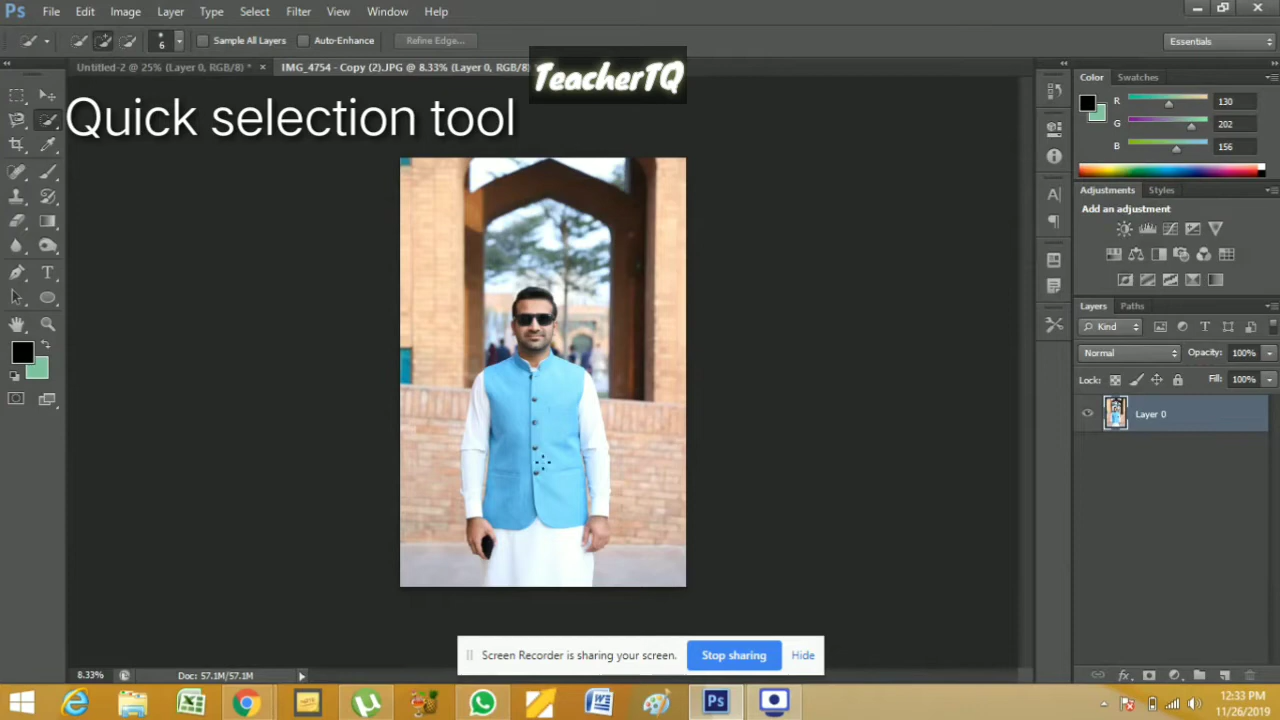 Ps File Edit Image Layer Type Select Filter View Window Help
6 Sample All Layers Auto-Enhance Refine Edge... Essentials
Untitled-2 @ 25% (Layer 0, RGB/8) * × IMG_4754 - Copy (2).JPG @ 8.33% (Layer 0, RGB/8)
TeacherTQ
Quick selection tool
Color Swatches
R 130
G 202
B 156
Adjustments Styles
Add an adjustment
Layers Paths
Kind
Normal Opacity: 100%
Lock: Fill: 100%
Layer 0
Screen Recorder is sharing your screen. Stop sharing Hide
8.33% Doc: 57.1M/57.1M
12:33 PM
11/26/2019